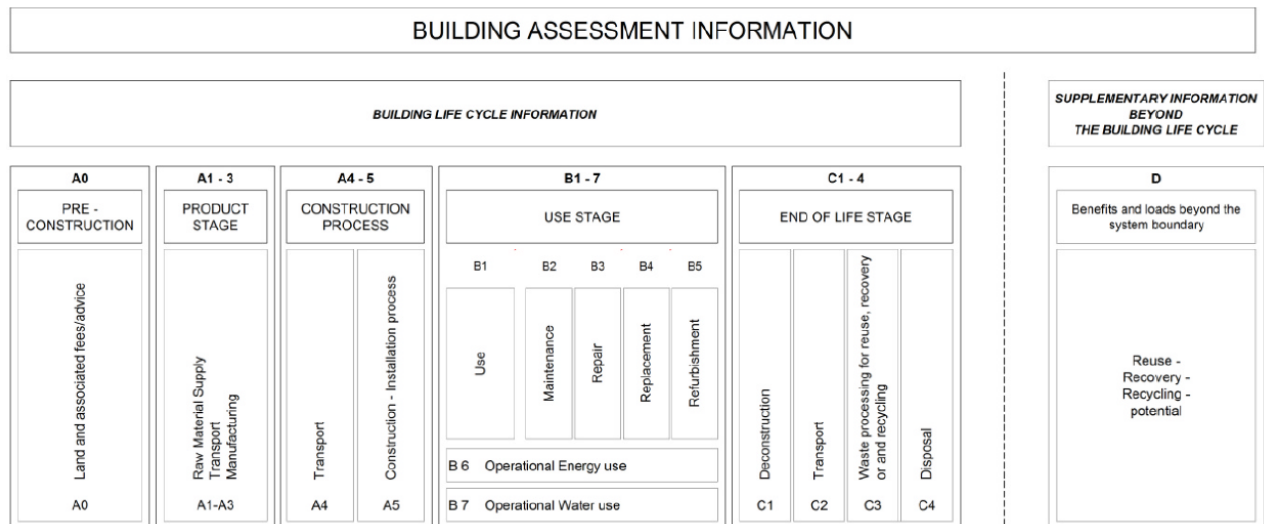 BUILDING ASSESSMENT INFORMATION
BUILDING LIFE CYCLE INFORMATION
SUPPLEMENTARY INFORMATION
BEYOND
THE BUILDING LIFE CYCLE
A0
PRE -
CONSTRUCTION
Land and associated fees/advice
A0
A1 - 3
PRODUCT
STAGE
Raw Material Supply
Transport
Manufacturing
A1-A3
A4 - 5
CONSTRUCTION
PROCESS
Transport
A4
Construction - Installation process
A5
B1 - 7
USE STAGE
B1
Use
B2
Maintenance
B3
Repair
B4
Replacement
B5
Refurbishment
B 6 Operational Energy use
B 7 Operational Water use
C1 - 4
END OF LIFE STAGE
Deconstruction
C1
Transport
C2
Waste processing for reuse, recovery
or and recycling
C3
Disposal
C4
D
Benefits and loads beyond the
system boundary
Reuse -
Recovery -
Recycling -
potential